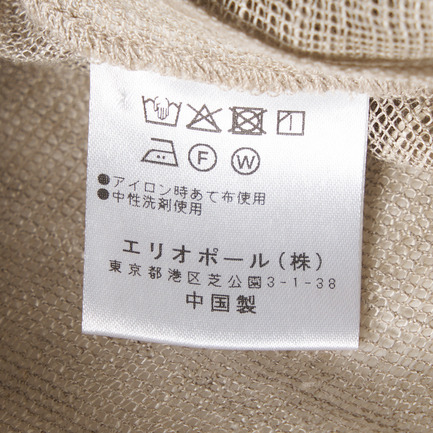 F W
●アイロン時あて布使用
●中性洗剤使用
エリオポール(株)
東京都港区芝公園3-1-38
中国製